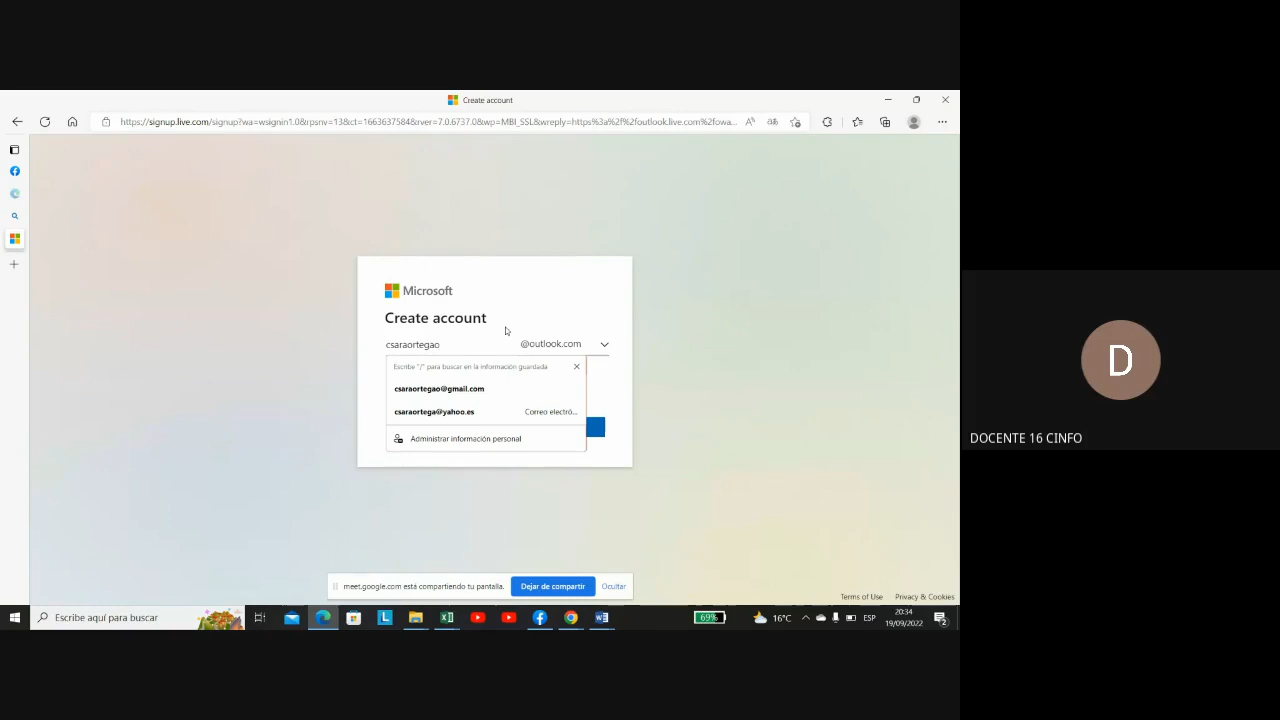 Create account
https://signup.live.com/signup?wa=wsignin1.0&rpsnv=13&ct=1663637584&rver=7.0.6737.0&wp=MBI_SSL&wreply=https%3a%2f%2foutlook.live.com%2fowa...
Microsoft
Create account
csaraortegao @outlook.com
Escribe "/" para buscar en la información guardada
csaraortegao@gmail.com
csaraortega@yahoo.es Correo electró...
Administrar información personal
D
DOCENTE 16 CINFO
meet.google.com está compartiendo tu pantalla. Dejar de compartir Ocultar
Terms of Use Privacy & Cookies
Escribe aquí para buscar 69% 16°C ESP 20:34
19/09/2022
2